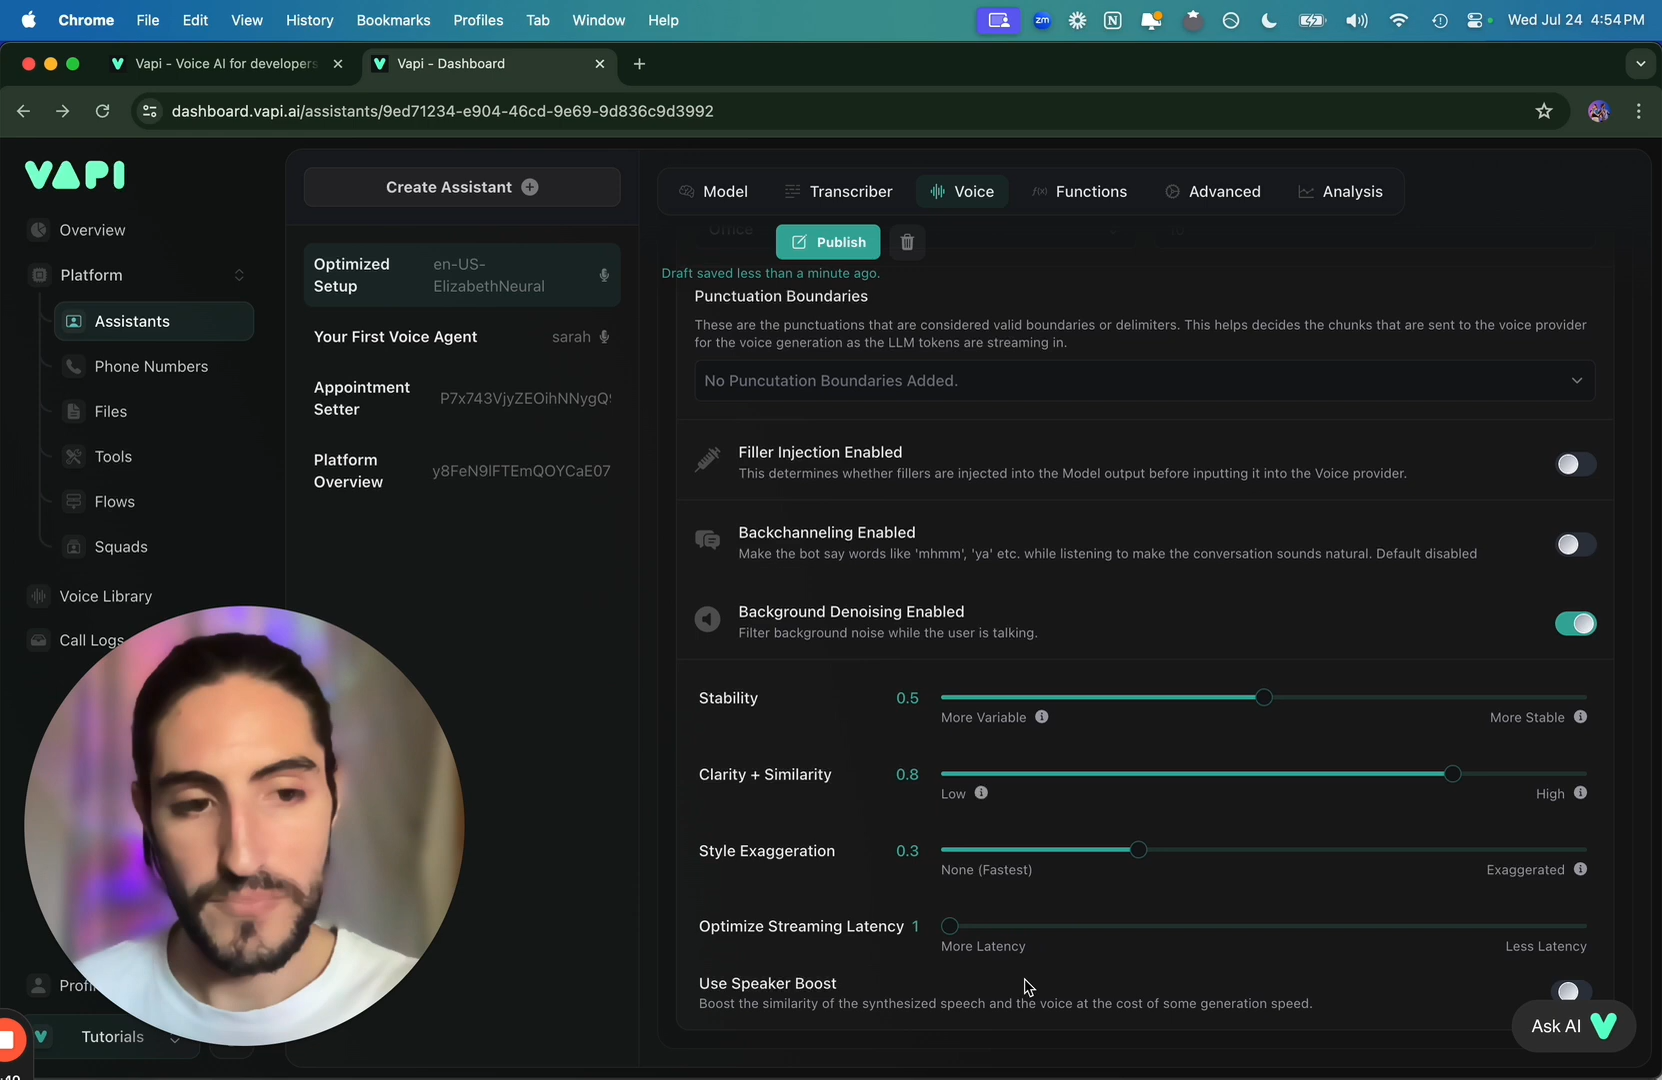 Chrome File Edit View History Bookmarks Profiles Tab Window Help zm Wed Jul 24 4:54 PM
Vapi - Voice AI for developers Vapi - Dashboard
dashboard.vapi.ai/assistants/9ed71234-e904-46cd-9e69-9d836c9d3992
VAPI
Overview
Platform
Assistants
Phone Numbers
Files
Tools
Flows
Squads
Voice Library
Call Logs
Profi
Tutorials
Create Assistant
Optimized Setup
en-US-ElizabethNeural
Your First Voice Agent sarah
Appointment Setter
P7x743VjyZEOihNNygQ
Platform Overview
y8FeN9lFTEmQOYCaE07
Model Transcriber Voice Functions Advanced Analysis
Office
10
Publish
Draft saved less than a minute ago.
Punctuation Boundaries
These are the punctuations that are considered valid boundaries or delimiters. This helps decides the chunks that are sent to the voice provider
for the voice generation as the LLM tokens are streaming in.
No Puncutation Boundaries Added.
Filler Injection Enabled
This determines whether fillers are injected into the Model output before inputting it into the Voice provider.
Backchanneling Enabled
Make the bot say words like 'mhmm', 'ya' etc. while listening to make the conversation sounds natural. Default disabled
Background Denoising Enabled
Filter background noise while the user is talking.
Stability 0.5
More Variable More Stable
Clarity + Similarity 0.8
Low High
Style Exaggeration 0.3
None (Fastest) Exaggerated
Optimize Streaming Latency 1
More Latency Less Latency
Use Speaker Boost
Boost the similarity of the synthesized speech and the voice at the cost of some generation speed.
Ask AI